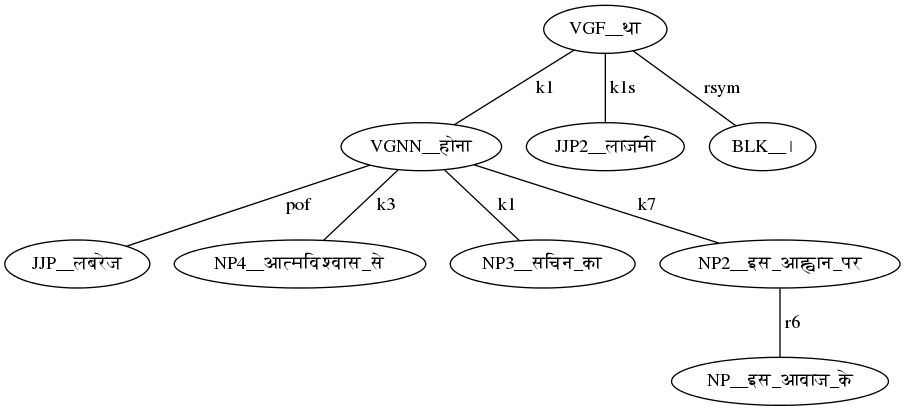 VGF__था
k1
k1s
rsym
VGNN__होना
JJP2__लाजमी
BLK__।
pof
k3
k1
k7
JJP__लबरेज
NP4__आत्मविश्वास_से
NP3__सचिन_का
NP2__इस_आह्वान_पर
r6
NP__इस_आवाज_के